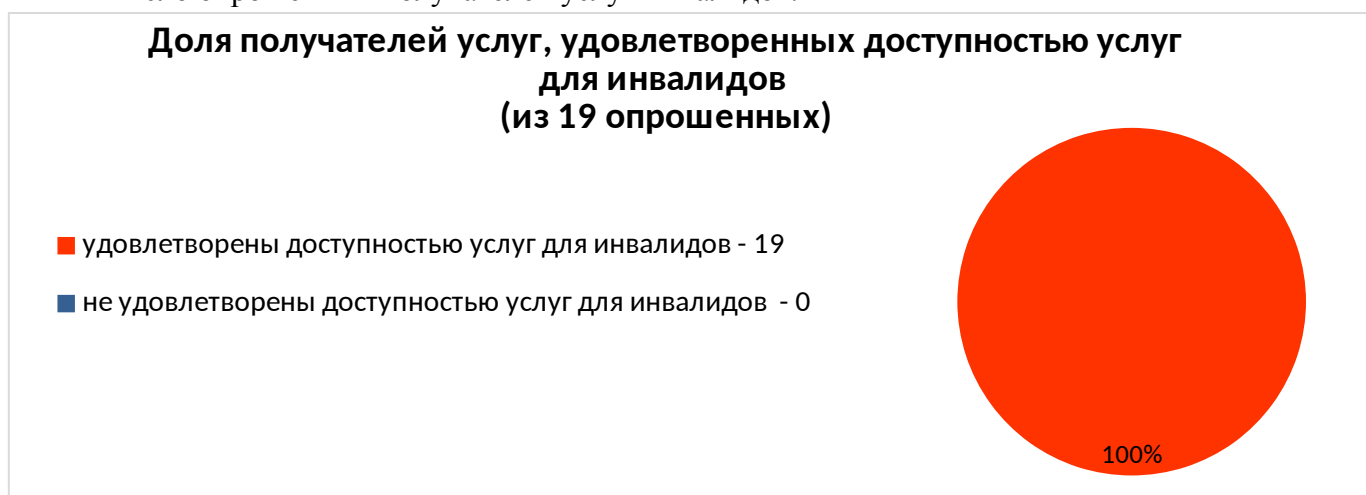 Доля получателей услуг, удовлетворенных доступностью услуг
для инвалидов
(из 19 опрошенных)
удовлетворены доступностью услуг для инвалидов - 19
не удовлетворены доступностью услуг для инвалидов - 0
100%